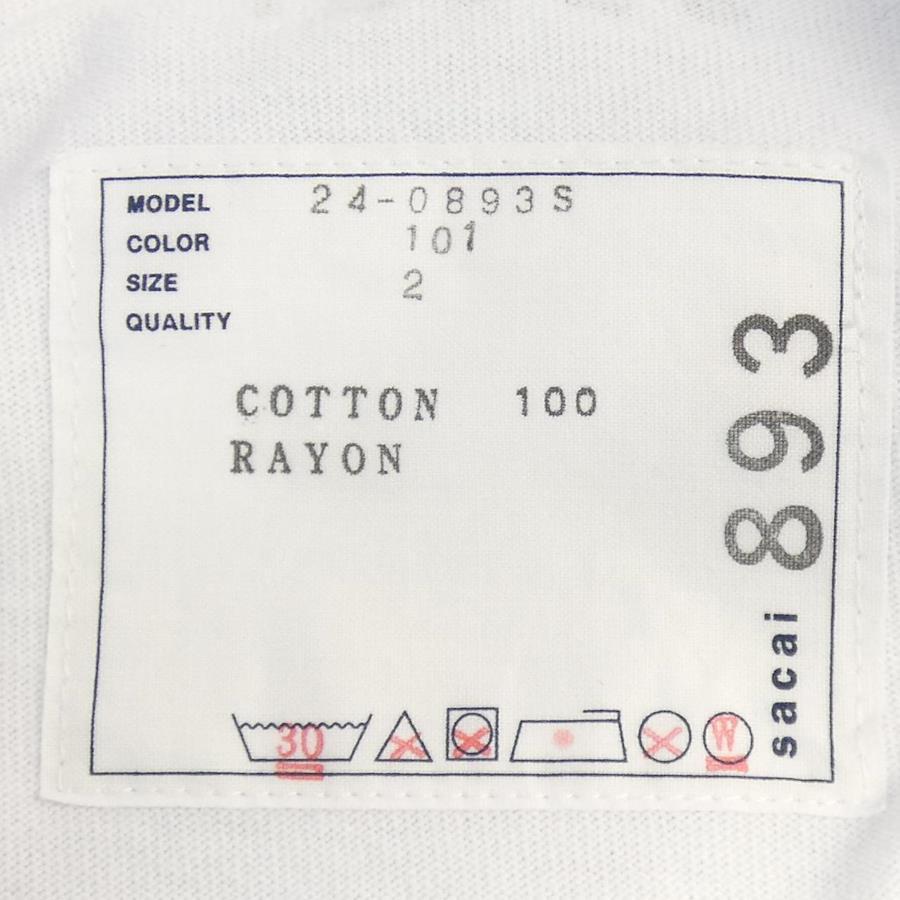 MODEL 24-0893S
COLOR 101
SIZE 2
QUALITY
COTTON 100
RAYON
sacai 893
30
W